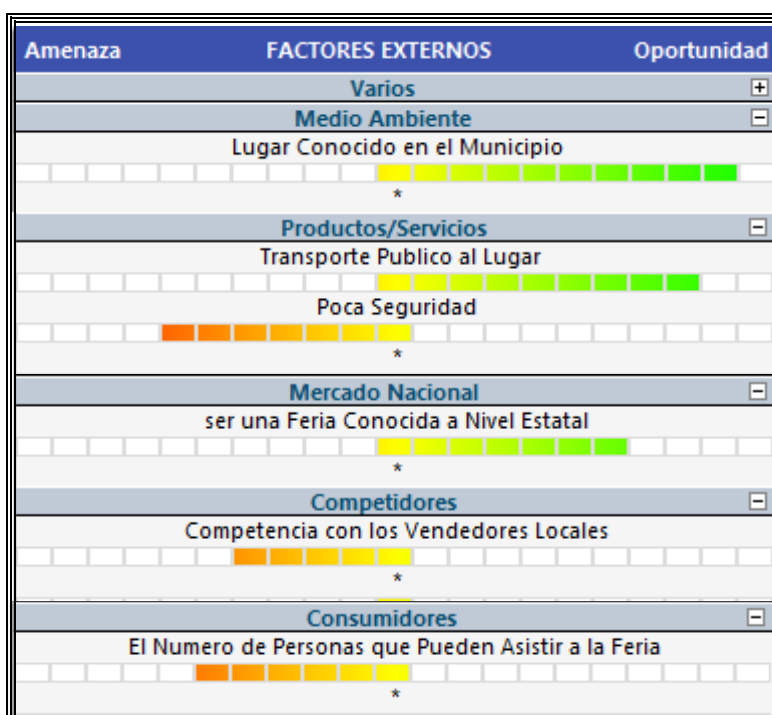 Amenaza FACTORES EXTERNOS Oportunidad
Varios +
Medio Ambiente -
Lugar Conocido en el Municipio
*
Productos/Servicios -
Transporte Publico al Lugar
Poca Seguridad
*
Mercado Nacional -
ser una Feria Conocida a Nivel Estatal
*
Competidores -
Competencia con los Vendedores Locales
*
Consumidores -
El Numero de Personas que Pueden Asistir a la Feria
*